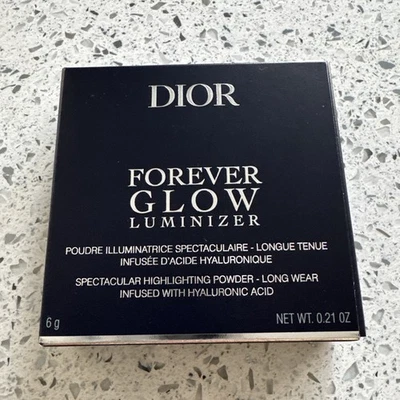 DIOR
FOREVER
GLOW
LUMINIZER
POUDRE ILLUMINATRICE SPECTACULAIRE - LONGUE TENUE
INFUSÉE D'ACIDE HYALURONIQUE
SPECTACULAR HIGHLIGHTING POWDER - LONG WEAR
INFUSED WITH HYALURONIC ACID
6 g NET WT. 0.21 OZ